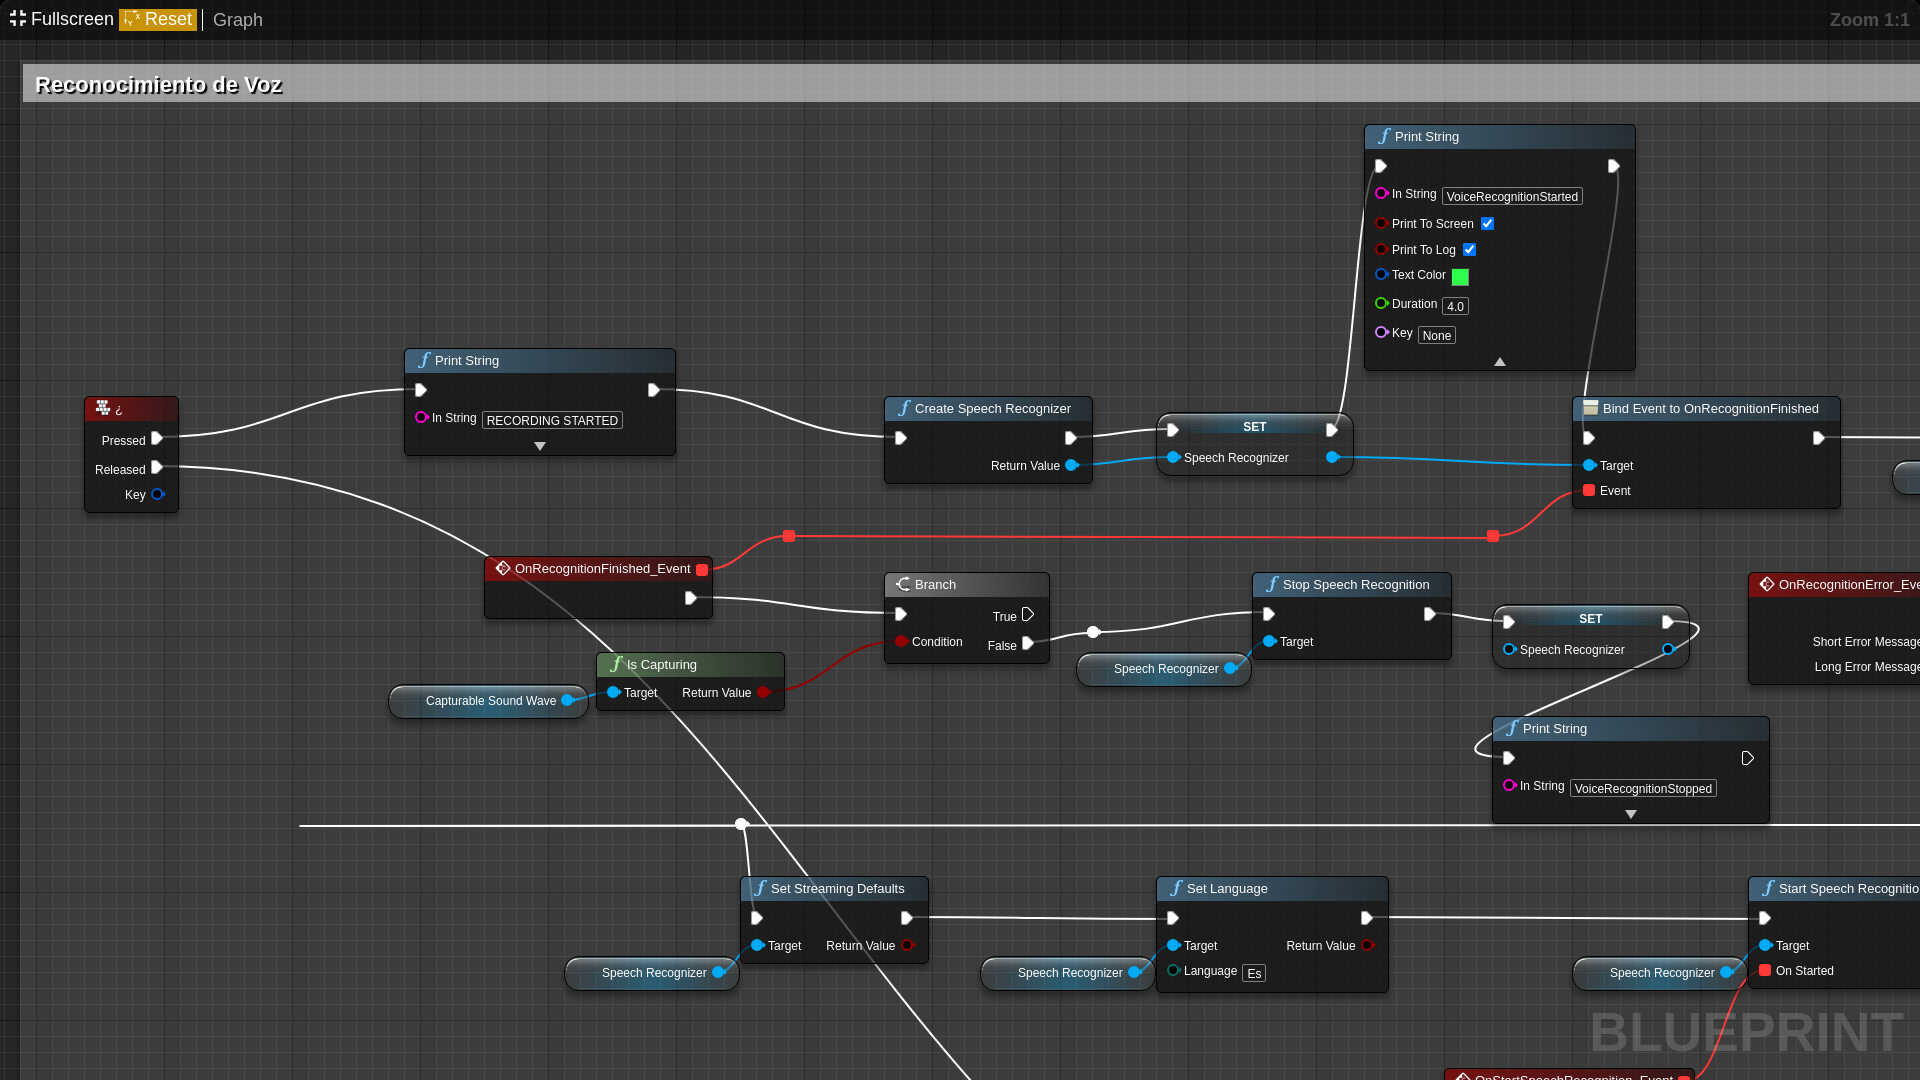 Fullscreen Reset Graph Zoom 1:1
Reconocimiento de Voz
Print String
In String VoiceRecognitionStarted
Print To Screen
Print To Log
Text Color
Duration 4.0
Key None
Print String
In String RECORDING STARTED
¿
Pressed
Released
Key
Create Speech Recognizer
Return Value
SET
Speech Recognizer
Bind Event to OnRecognitionFinished
Target
Event
OnRecognitionFinished_Event
Branch
True
Condition False
Is Capturing
Target Return Value
Capturable Sound Wave
Stop Speech Recognition
Target
Speech Recognizer
SET
Speech Recognizer
OnRecognitionError_Eve
Short Error Message
Long Error Message
Print String
In String VoiceRecognitionStopped
Set Streaming Defaults
Target Return Value
Speech Recognizer
Set Language
Target Return Value
Language Es
Speech Recognizer
Start Speech Recognitio
Target
On Started
Speech Recognizer
BLUEPRINT
OnStartSpeechRecognition_Event